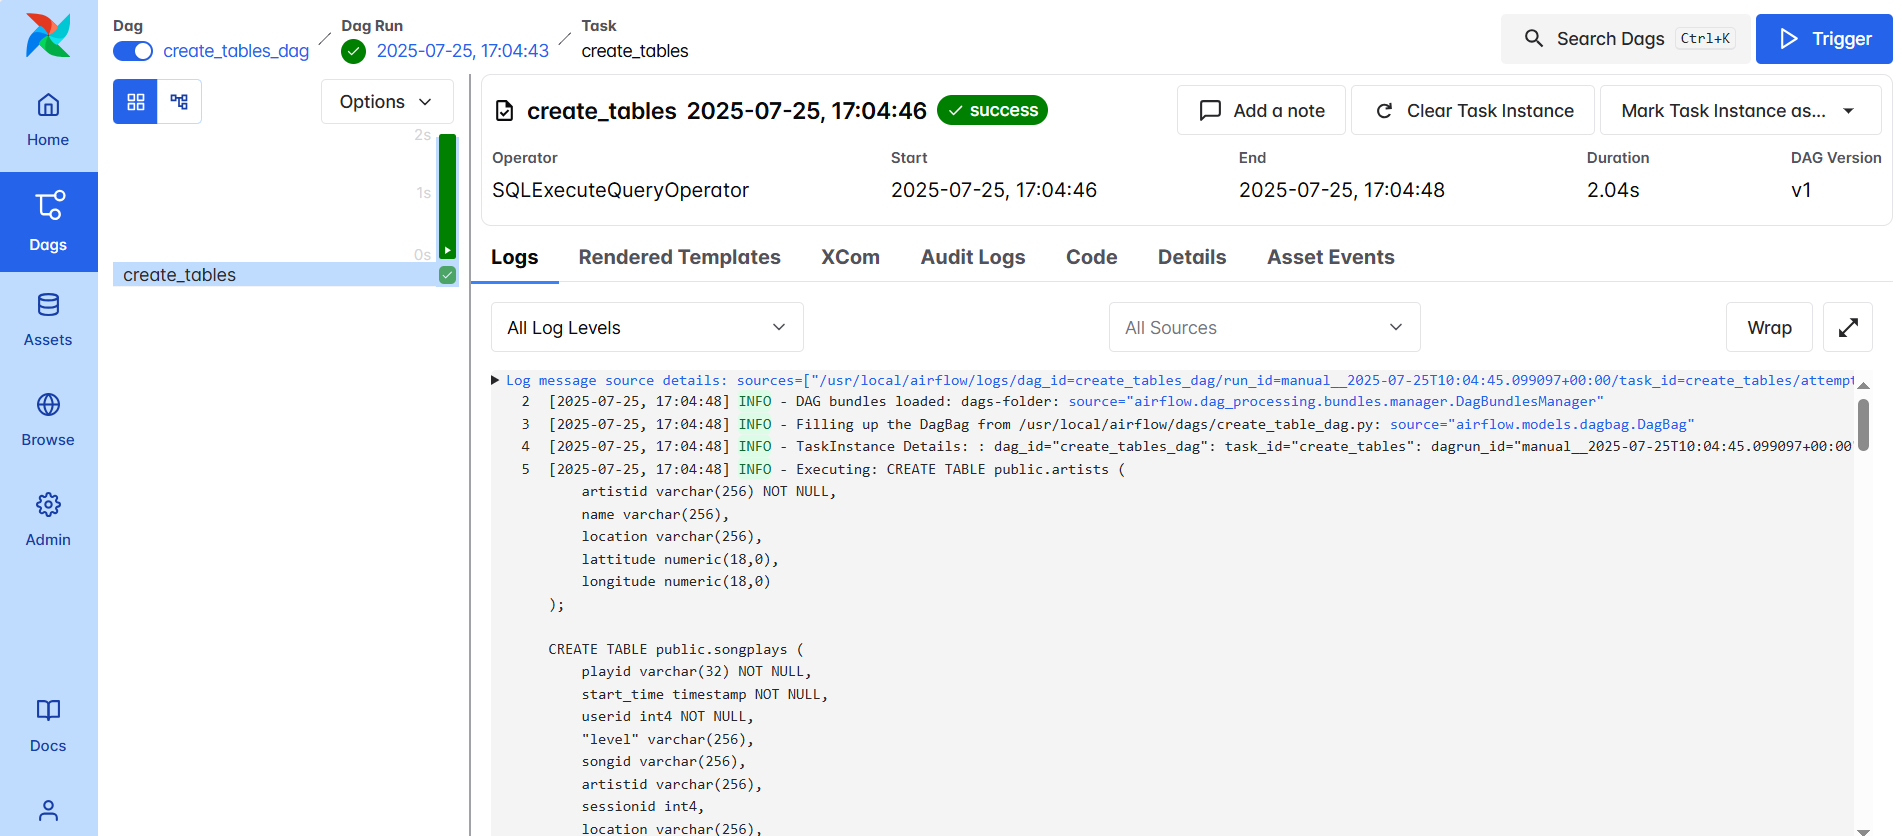 Dag
Dag Run
Task
create_tables_dag
2025-07-25, 17:04:43
create_tables
Search Dags Ctrl+K
Trigger
Home
Dags
Assets
Browse
Admin
Docs
Options
2s
1s
0s
create_tables
create_tables 2025-07-25, 17:04:46 success
Add a note
Clear Task Instance
Mark Task Instance as...
Operator Start End Duration DAG Version
SQLExecuteQueryOperator 2025-07-25, 17:04:46 2025-07-25, 17:04:48 2.04s v1
Logs Rendered Templates XCom Audit Logs Code Details Asset Events
All Log Levels
All Sources
Wrap
Log message source details: sources=["/usr/local/airflow/logs/dag_id=create_tables_dag/run_id=manual__2025-07-25T10:04:45.099097+00:00/task_id=create_tables/attempt
2 [2025-07-25, 17:04:48] INFO - DAG bundles loaded: dags-folder: source="airflow.dag_processing.bundles.manager.DagBundlesManager"
3 [2025-07-25, 17:04:48] INFO - Filling up the DagBag from /usr/local/airflow/dags/create_table_dag.py: source="airflow.models.dagbag.DagBag"
4 [2025-07-25, 17:04:48] INFO - TaskInstance Details: : dag_id="create_tables_dag": task_id="create_tables": dagrun_id="manual__2025-07-25T10:04:45.099097+00:00
5 [2025-07-25, 17:04:48] INFO - Executing: CREATE TABLE public.artists (
artistid varchar(256) NOT NULL,
name varchar(256),
location varchar(256),
lattitude numeric(18,0),
longitude numeric(18,0)
);
CREATE TABLE public.songplays (
playid varchar(32) NOT NULL,
start_time timestamp NOT NULL,
userid int4 NOT NULL,
"level" varchar(256),
songid varchar(256),
artistid varchar(256),
sessionid int4,
location varchar(256),